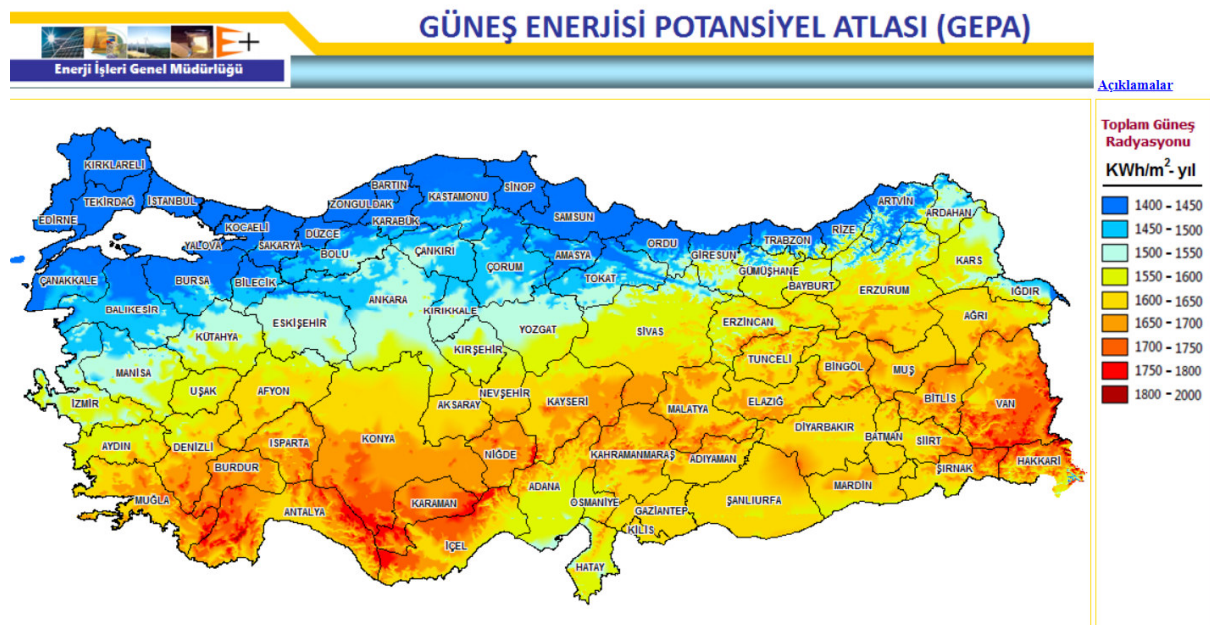 GÜNEŞ ENERJİSİ POTANSİYEL ATLASI (GEPA)
E+
Enerji İşleri Genel Müdürlüğü
Açıklamalar
Toplam Güneş
Radyasyonu
KWh/m2- yıl
1400 - 1450
1450 - 1500
1500 - 1550
1550 - 1600
1600 - 1650
1650 - 1700
1700 - 1750
1750 - 1800
1800 - 2000
KIRKLARELİ
TEKİRDAĞ
İSTANBUL
EDİRNE
KOCAELİ
YALOVA
SAKARYA
DÜZCE
ZONGULDAK
BARTIN
KARABÜK
KASTAMONU
SİNOP
SAMSUN
ORDU
GİRESUN
TRABZON
RİZE
ARTVİN
ARDAHAN
KARS
IĞDIR
ÇANAKKALE
BURSA
BİLECİK
BOLU
ÇANKIRI
ÇORUM
AMASYA
TOKAT
GÜMÜŞHANE
BAYBURT
ERZURUM
AĞRI
BALIKESİR
KÜTAHYA
ESKİŞEHİR
ANKARA
KIRIKKALE
YOZGAT
SİVAS
ERZİNCAN
KIRŞEHİR
TUNCELİ
BİNGÖL
MUŞ
MANİSA
UŞAK
AFYON
AKSARAY
NEVŞEHİR
KAYSERİ
MALATYA
ELAZIĞ
BİTLİS
VAN
İZMİR
AYDIN
DENİZLİ
ISPARTA
KONYA
NİĞDE
KAHRAMANMARAŞ
ADIYAMAN
DİYARBAKIR
BATMAN
SİİRT
ŞIRNAK
HAKKARİ
BURDUR
MUĞLA
ANTALYA
KARAMAN
İÇEL
ADANA
OSMANİYE
GAZİANTEP
KİLİS
ŞANLIURFA
MARDİN
HATAY